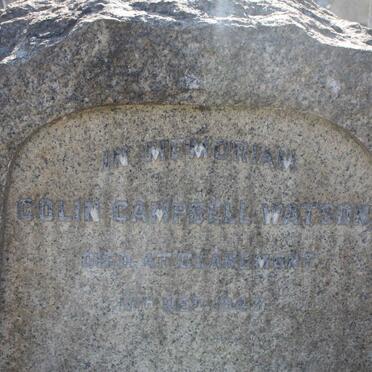 IN MEMORIAM
COLIN CAMPBELL WATSON
DIED AT CLAREMONT